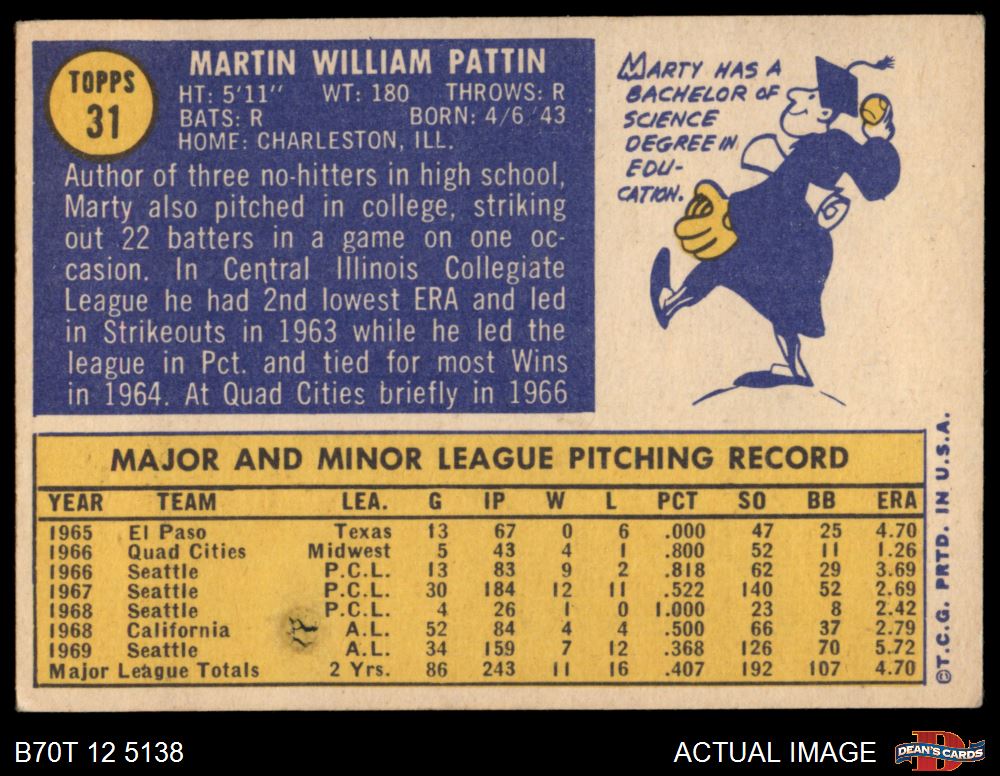 TOPPS
31
MARTIN WILLIAM PATTIN
HT: 5'11" WT: 180 THROWS: R
BATS: R BORN: 4/6/43
HOME: CHARLESTON, ILL.
Author of three no-hitters in high school,
Marty also pitched in college, striking
out 22 batters in a game on one oc-
casion. In Central Illinois Collegiate
League he had 2nd lowest ERA and led
in Strikeouts in 1963 while he led the
league in Pct. and tied for most Wins
in 1964. At Quad Cities briefly in 1966
MARTY HAS A
BACHELOR OF
SCIENCE
DEGREE IN
EDU-
CATION.
MAJOR AND MINOR LEAGUE PITCHING RECORD
YEAR TEAM LEA. G IP W L PCT SO BB ERA
1965 El Paso Texas 13 67 0 6 .000 47 25 4.70
1966 Quad Cities Midwest 5 43 4 1 .800 52 11 1.26
1966 Seattle P.C.L. 13 83 9 2 .818 62 29 3.69
1967 Seattle P.C.L. 30 184 12 11 .522 140 52 2.69
1968 Seattle P.C.L. 4 26 1 0 1.000 23 8 2.42
1968 California A.L. 52 84 4 4 .500 66 37 2.79
1969 Seattle A.L. 34 159 7 12 .368 126 70 5.72
Major League Totals 2 Yrs. 86 243 11 16 .407 192 107 4.70
©T.C.G. PRTD. IN U.S.A.
B70T 12 5138
ACTUAL IMAGE
D
DEAN'S CARDS